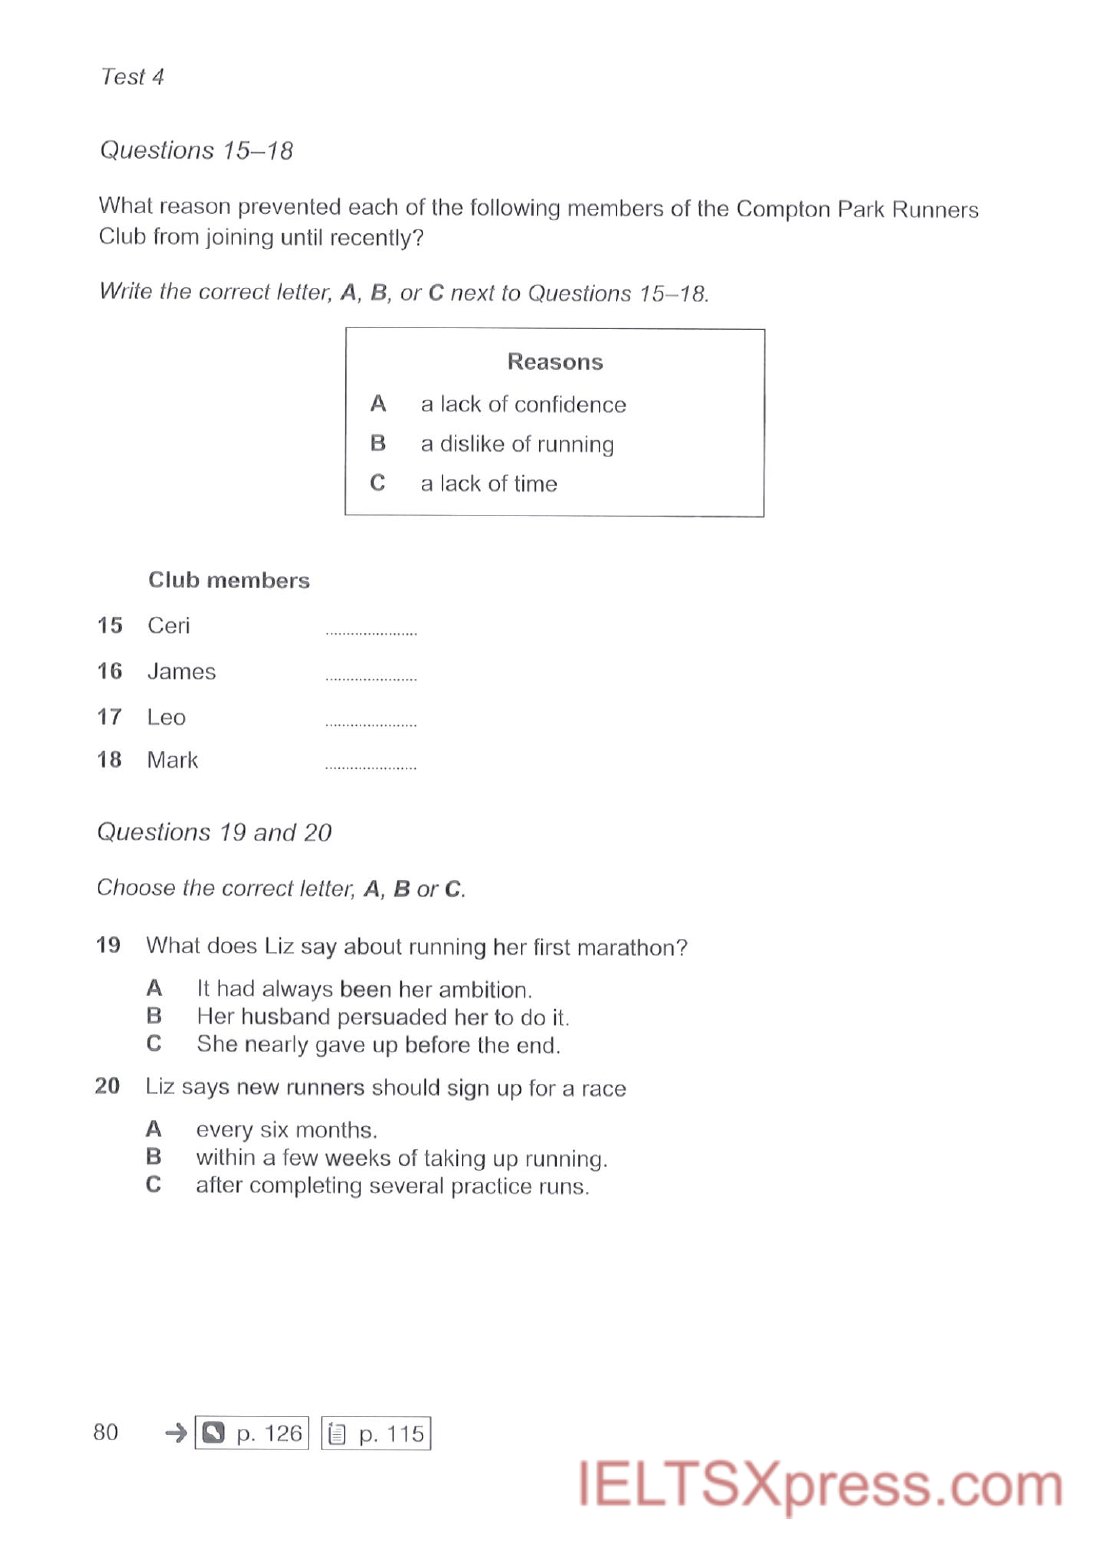 Test 4
Questions 15–18
What reason prevented each of the following members of the Compton Park Runners
Club from joining until recently?
Write the correct letter, A, B, or C next to Questions 15–18.
Reasons
A a lack of confidence
B a dislike of running
C a lack of time
Club members
15 Ceri ......................
16 James ......................
17 Leo ......................
18 Mark ......................
Questions 19 and 20
Choose the correct letter, A, B or C.
19 What does Liz say about running her first marathon?
A It had always been her ambition.
B Her husband persuaded her to do it.
C She nearly gave up before the end.
20 Liz says new runners should sign up for a race
A every six months.
B within a few weeks of taking up running.
C after completing several practice runs.
80 → p. 126 p. 115
IELTSXpress.com